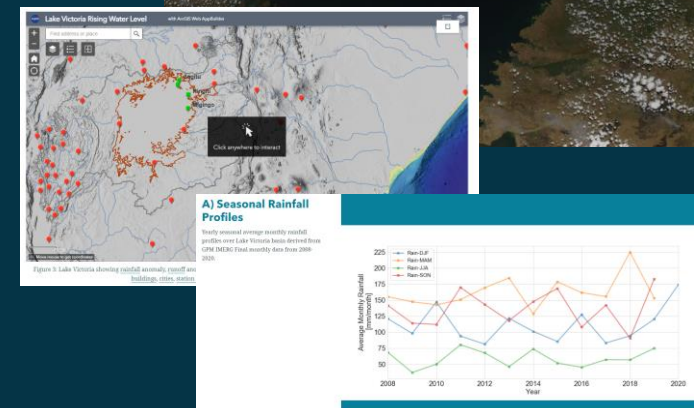 Lake Victoria Rising Water Level
with ArcGIS Web AppBuilder
Find address or place
Click anywhere to interact
Figure 3: Lake Victoria showing rainfall anomaly, runoff
buildings, cities, station
A) Seasonal Rainfall
Profiles
Yearly seasonal average monthly rainfall
profiles over Lake Victoria basin derived from
GPM IMERG Final monthly data from 2008-
2020.
Rain-DJF
Rain-MAM
Rain-JJA
Rain-SON
Average Monthly Rainfall
[mm/month]
225
200
175
150
125
100
75
50
2008
2010
2012
2014
2016
2018
2020
Year